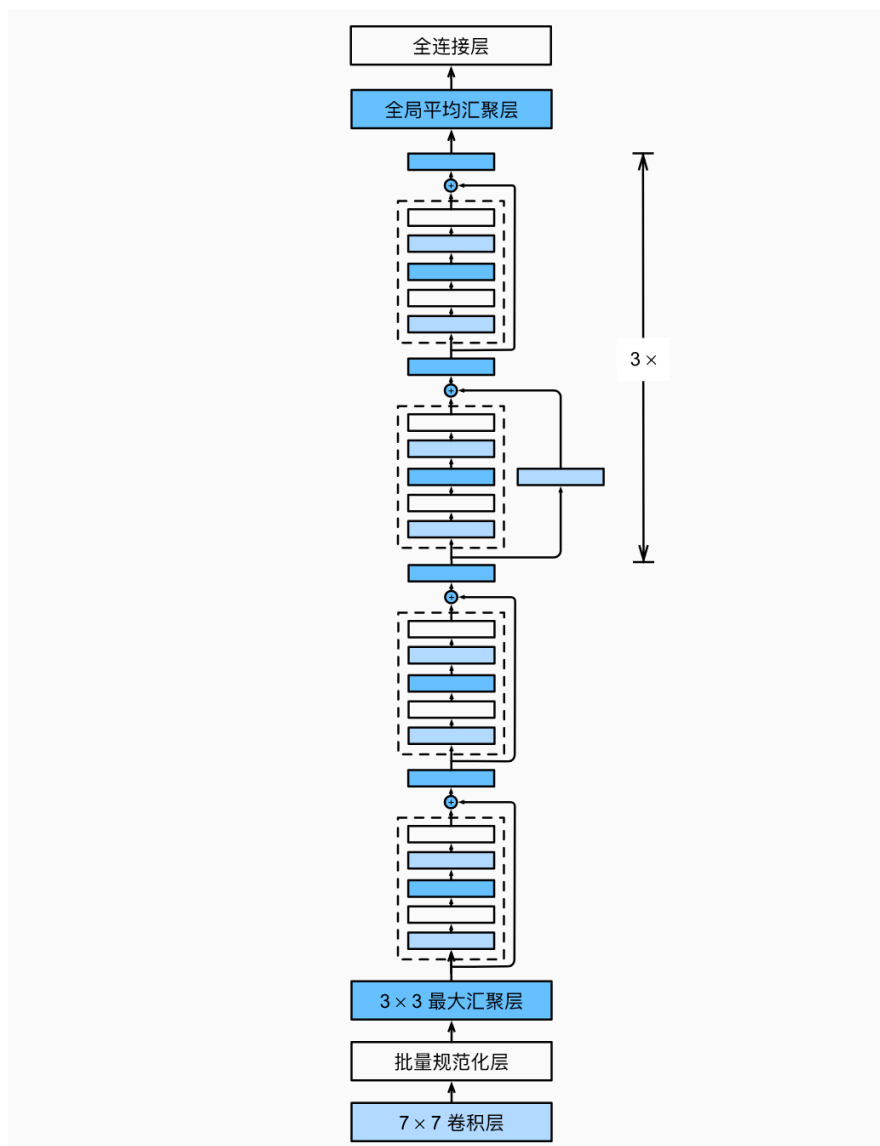 全连接层
全局平均汇聚层
3 ×
3 × 3 最大汇聚层
批量规范化层
7 × 7 卷积层